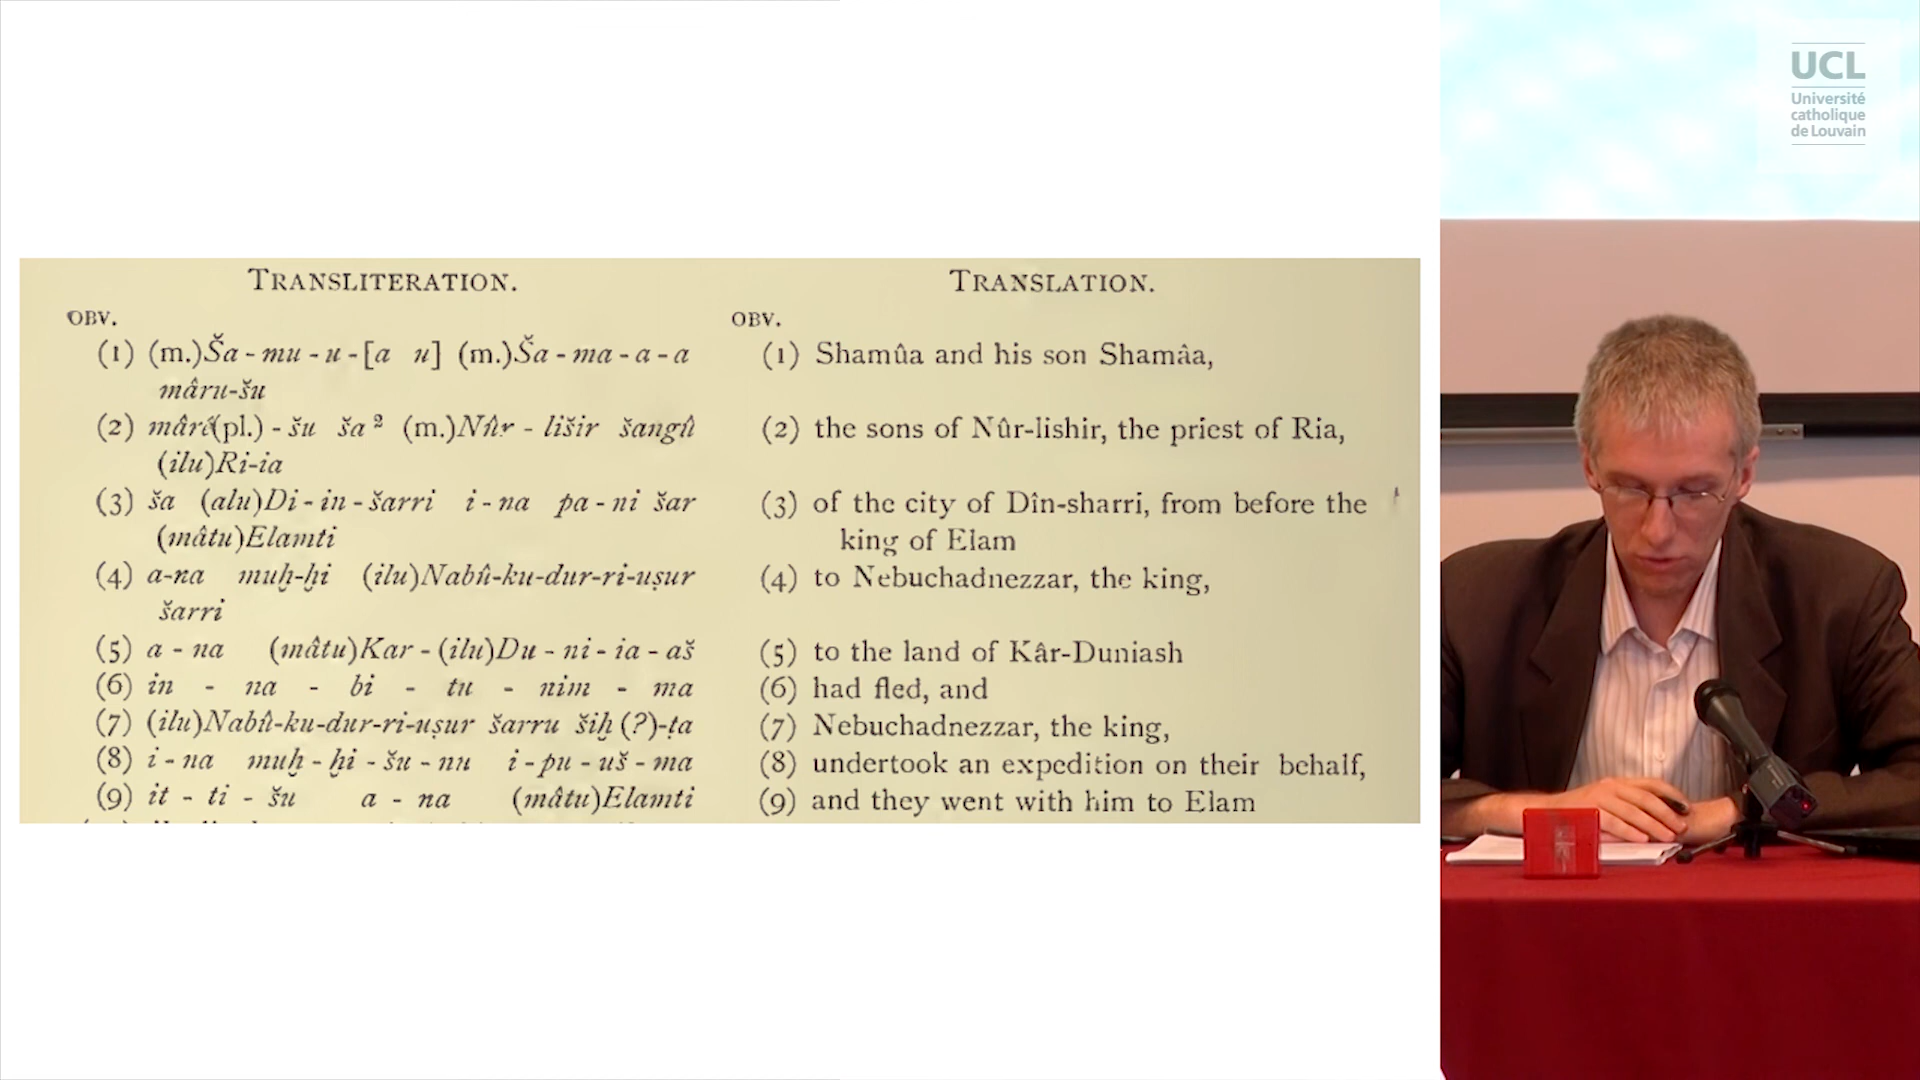 UCL
Université
catholique
de Louvain
TRANSLITERATION.
OBV.
(1) (m.)Ša - mu - u - [a u] (m.)Ša - ma - a - a
mâru-šu
(2) mârê(pl.) - šu ša ² (m.)Nûr - lišir šangû
(ilu)Ri-ia
(3) ša (alu)Di - in - šarri i - na pa - ni šar
(mâtu)Elamti
(4) a-na muḫ-ḫi (ilu)Nabû-ku-dur-ri-uṣur
šarri
(5) a - na (mâtu)Kar - (ilu)Du - ni - ia - aš
(6) in - na - bi - tu - nim - ma
(7) (ilu)Nabû-ku-dur-ri-uṣur šarru šiḫ (?)-ṭa
(8) i - na muḫ - ḫi - šu - nu i - pu - uš - ma
(9) it - ti - šu a - na (mâtu)Elamti
TRANSLATION.
OBV.
(1) Shamûa and his son Shamâa,
(2) the sons of Nûr-lishir, the priest of Ria,
(3) of the city of Dîn-sharri, from before the
king of Elam
(4) to Nebuchadnezzar, the king,
(5) to the land of Kâr-Duniash
(6) had fled, and
(7) Nebuchadnezzar, the king,
(8) undertook an expedition on their behalf,
(9) and they went with him to Elam